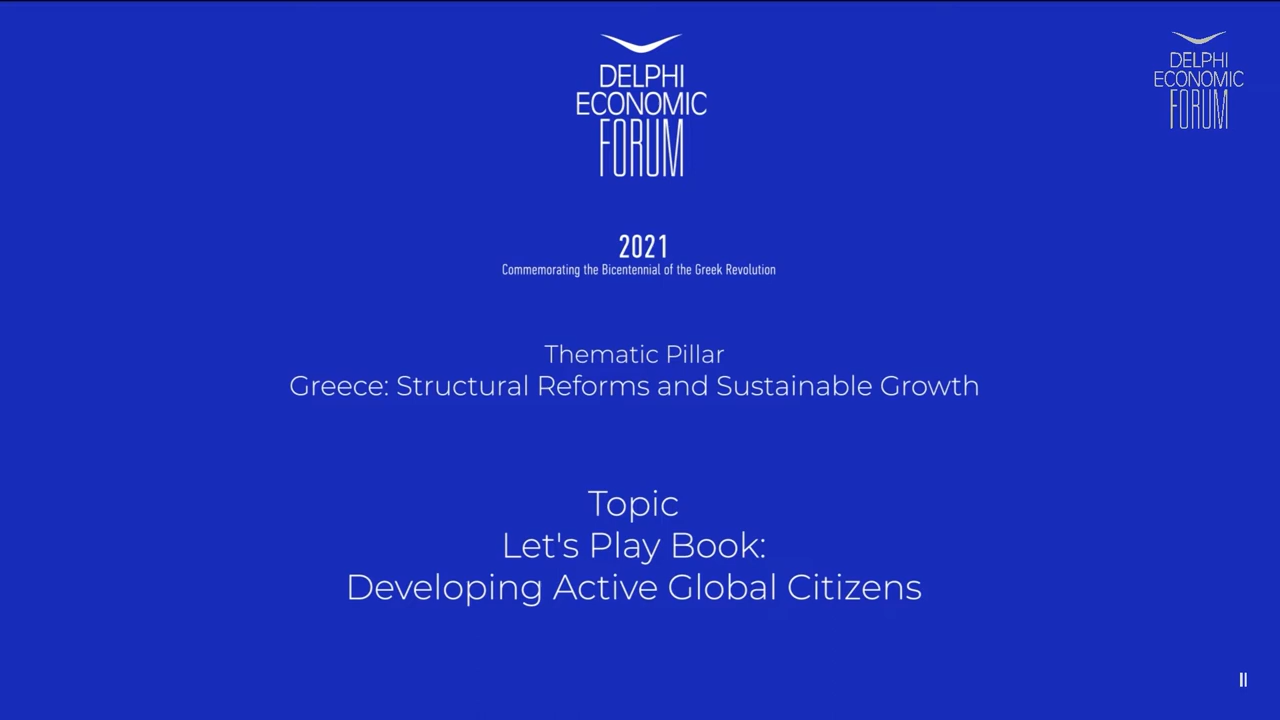 DELPHI
ECONOMIC
FORUM
DELPHI
ECONOMIC
FORUM
2021
Commemorating the Bicentennial of the Greek Revolution
Thematic Pillar
Greece: Structural Reforms and Sustainable Growth
Topic
Let's Play Book:
Developing Active Global Citizens